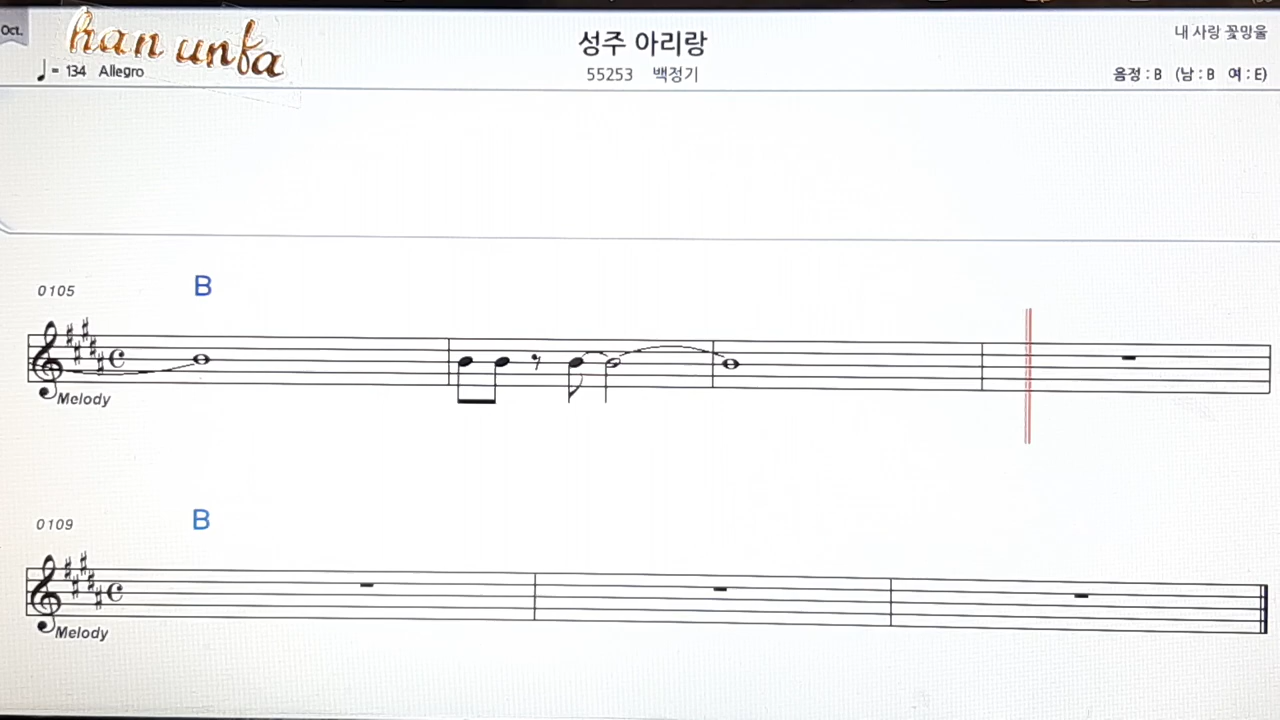 Oct.
han unfa
성주 아리랑
내 사랑 꽃망울
♩ = 134 Allegro
55253 백정기
음정 : B (남 : B 여 : E)
0105
B
Melody
0109
B
Melody